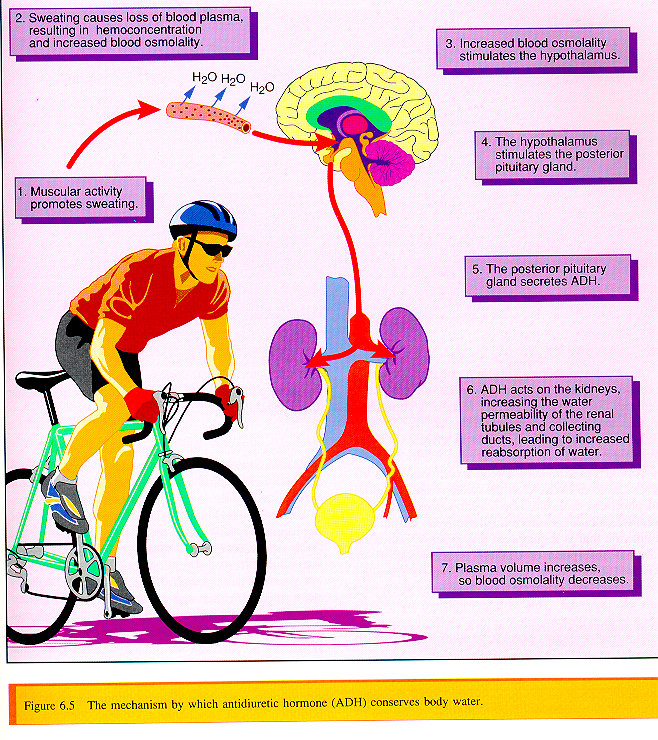 2. Sweating causes loss of blood plasma,
resulting in hemoconcentration
and increased blood osmolality.
H2O H2O
H2O
3. Increased blood osmolality
stimulates the hypothalamus.
4. The hypothalamus
stimulates the posterior
pituitary gland.
1. Muscular activity
promotes sweating.
5. The posterior pituitary
gland secretes ADH.
6. ADH acts on the kidneys,
increasing the water
permeability of the renal
tubules and collecting
ducts, leading to increased
reabsorption of water.
7. Plasma volume increases,
so blood osmolality decreases.
Figure 6.5 The mechanism by which antidiuretic hormone (ADH) conserves body water.